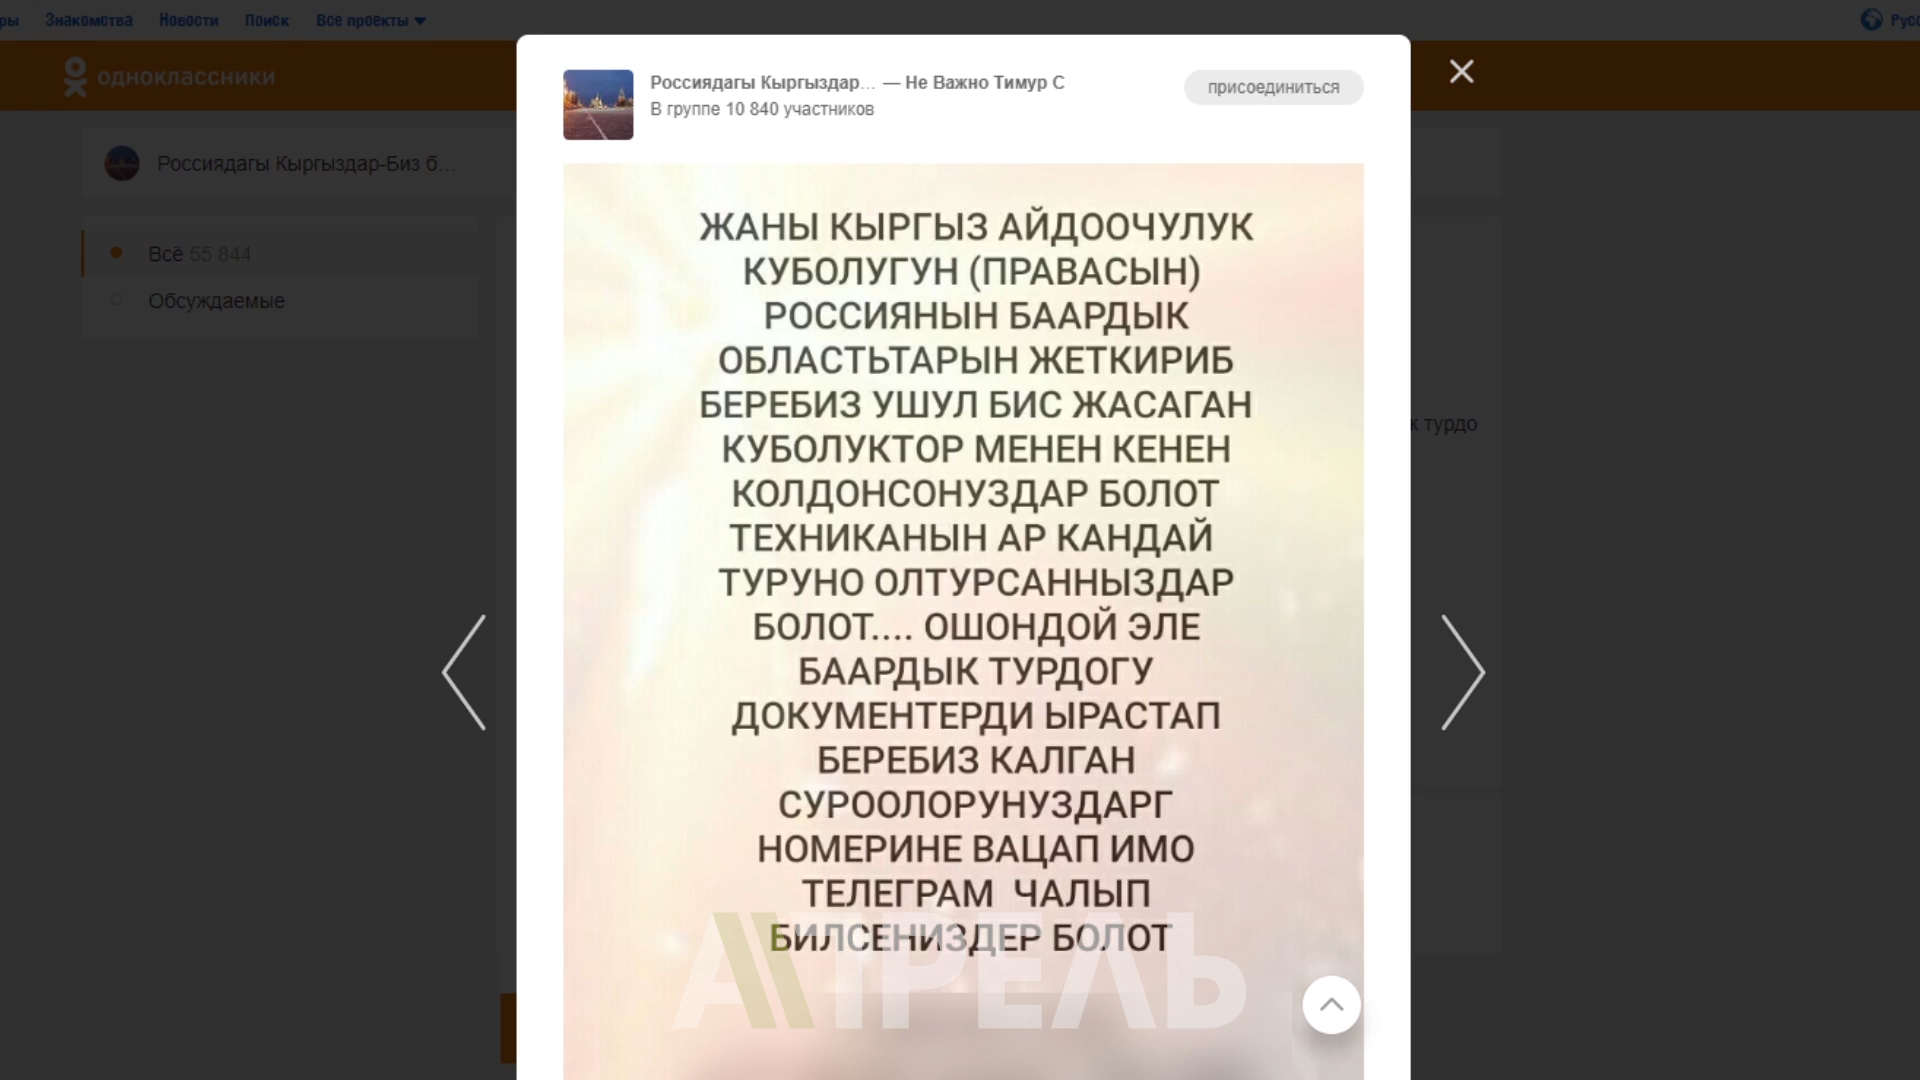 Знакомства Новости Поиск Все проекты
одноклассники
Россиядагы Кыргыздар-Биз б...
Всё 55 844
Обсуждаемые
Россиядагы Кыргыздар... — Не Важно Тимур С
В группе 10 840 участников
присоединиться
ЖАНЫ КЫРГЫЗ АЙДООЧУЛУК
КУБОЛУГУН (ПРАВАСЫН)
РОССИЯНЫН БААРДЫК
ОБЛАСТЬТАРЫН ЖЕТКИРИБ
БЕРЕБИЗ УШУЛ БИС ЖАСАГАН
КУБОЛУКТОР МЕНЕН КЕНЕН
КОЛДОНСОНУЗДАР БОЛОТ
ТЕХНИКАНЫН АР КАНДАЙ
ТУРУНО ОЛТУРСАННЫЗДАР
БОЛОТ.... ОШОНДОЙ ЭЛЕ
БААРДЫК ТУРДОГУ
ДОКУМЕНТЕРДИ ЫРАСТАП
БЕРЕБИЗ КАЛГАН
СУРООЛОРУНУЗДАРГ
НОМЕРИНЕ ВАЦАП ИМО
ТЕЛЕГРАМ ЧАЛЫП
БИЛСЕНИЗДЕР БОЛОТ
АПРЕЛЬ
турдо